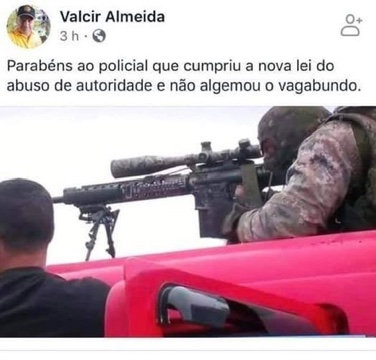 Valcir Almeida
3 h ·
Parabéns ao policial que cumpriu a nova lei do
abuso de autoridade e não algemou o vagabundo.